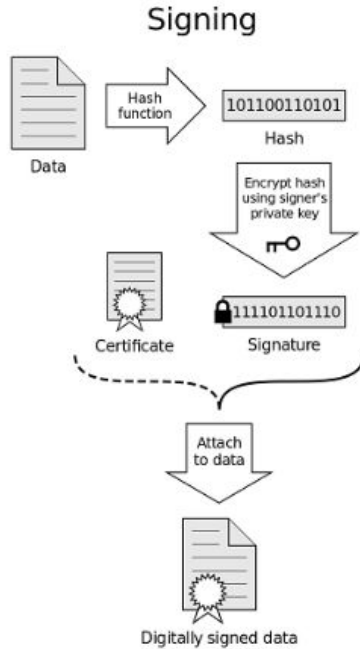 Signing
Data
Hash
function
101100110101
Hash
Encrypt hash
using signer's
private key
Certificate
111101101110
Signature
Attach
to data
Digitally signed data